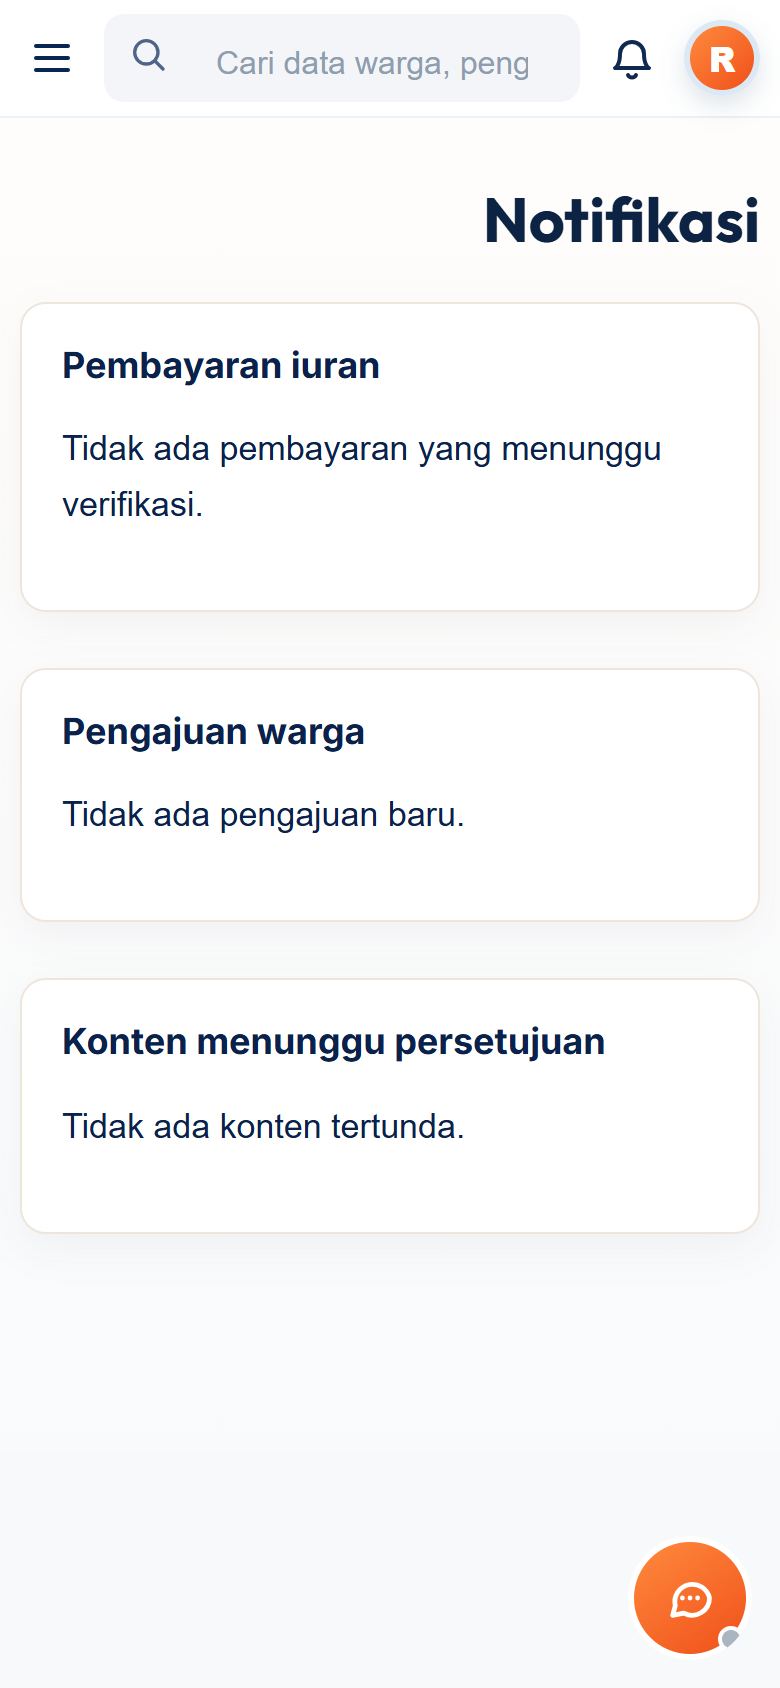 Cari data warga, peng
R
Notifikasi
Pembayaran iuran
Tidak ada pembayaran yang menunggu
verifikasi.
Pengajuan warga
Tidak ada pengajuan baru.
Konten menunggu persetujuan
Tidak ada konten tertunda.